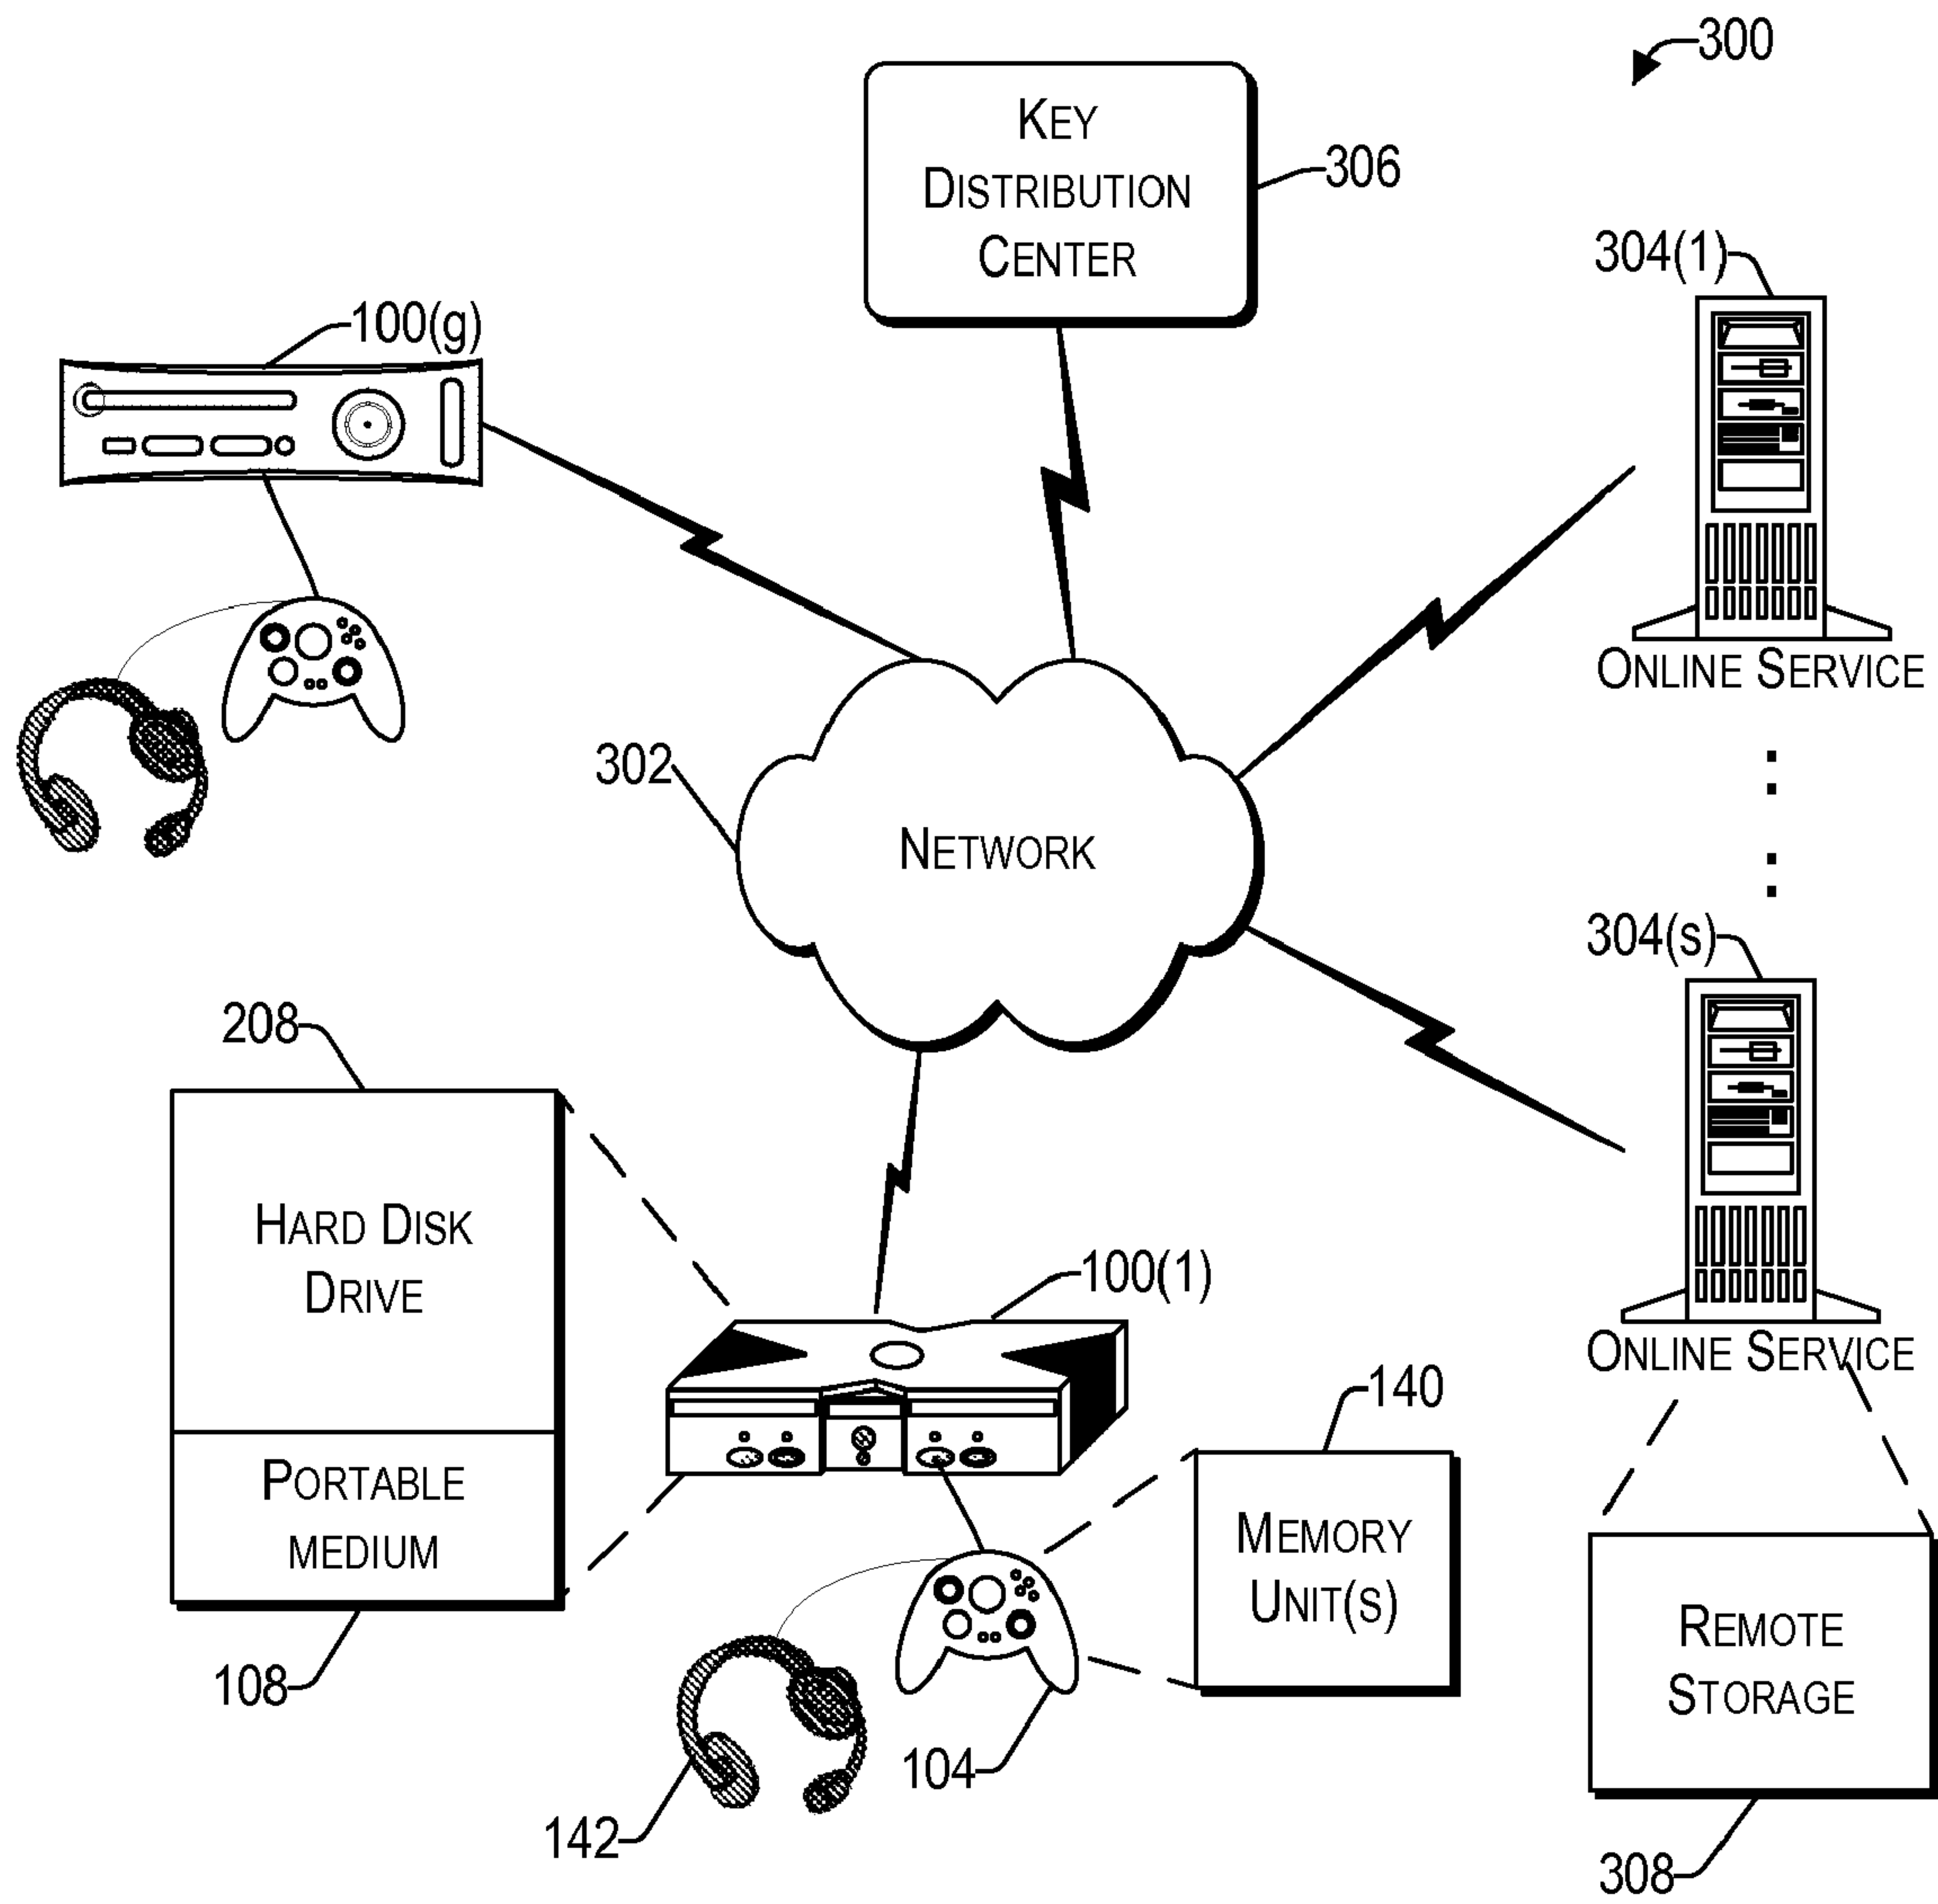 300
KEY
DISTRIBUTION
CENTER
306
304(1)
100(g)
ONLINE SERVICE
302
NETWORK
304(s)
208
HARD DISK
DRIVE
100(1)
ONLINE SERVICE
140
PORTABLE
MEDIUM
MEMORY
UNIT(S)
REMOTE
STORAGE
108
104
142
308